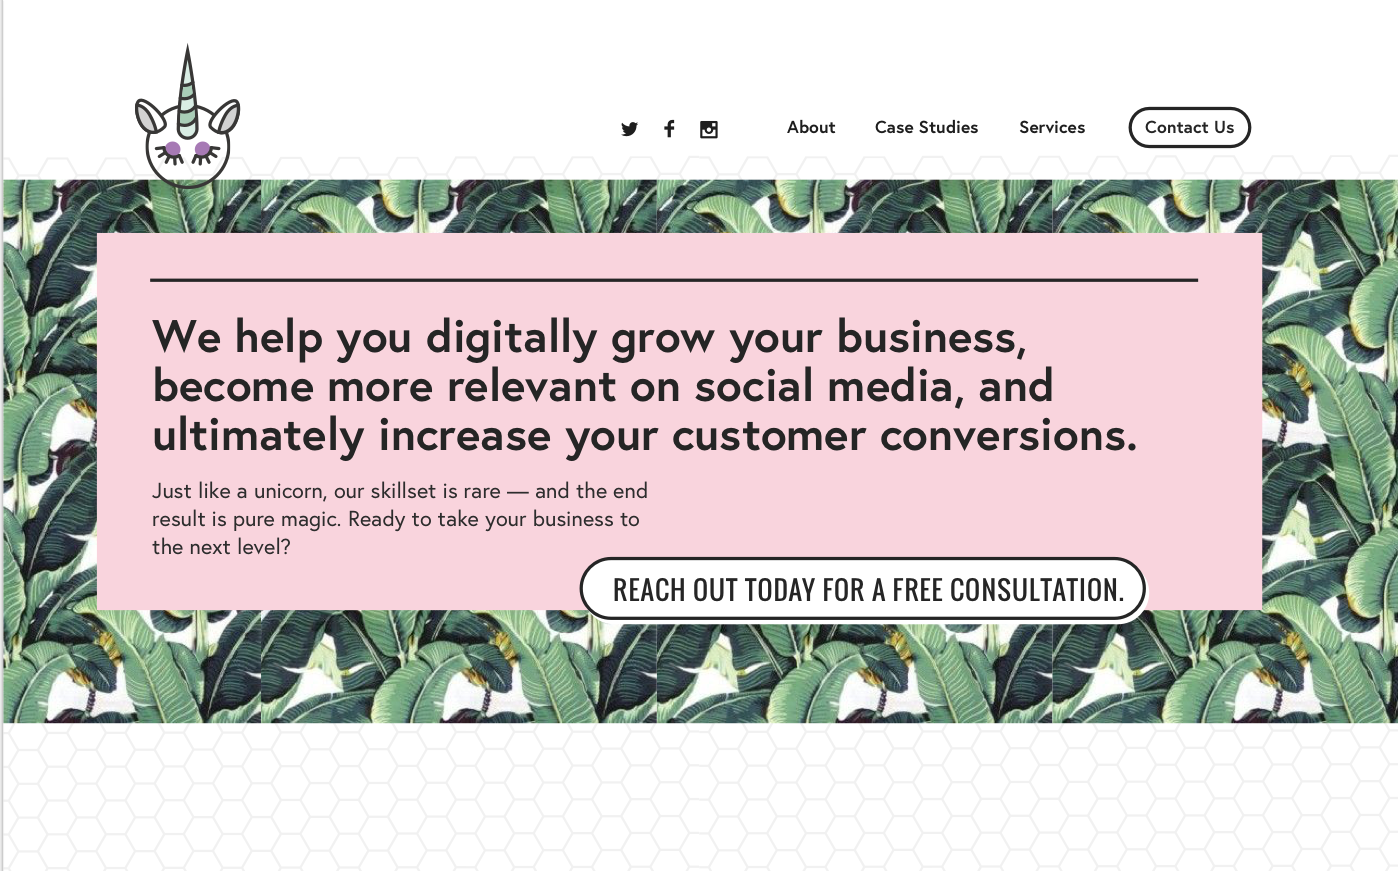 About
Case Studies
Services
Contact Us
We help you digitally grow your business,
become more relevant on social media, and
ultimately increase your customer conversions.
Just like a unicorn, our skillset is rare — and the end
result is pure magic. Ready to take your business to
the next level?
REACH OUT TODAY FOR A FREE CONSULTATION.